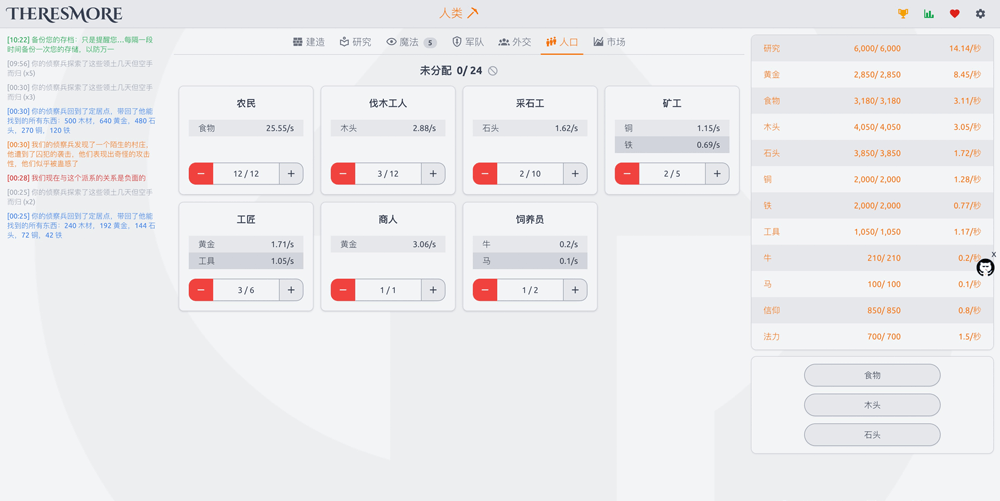 THERESMORE
人类
[10:22] 备份您的存档：只是提醒您....每隔一段
时间备份一次您的存储，以防万一
[09:56] 你的侦察兵探索了这些领土几天但空手
而归 (x5)
[00:31] 你的侦察兵探索了这些领土几天但空手
而归 (x3)
[00:30] 你的侦察兵回到了定居点，带回了他能
找到的所有东西：500 木材，640 黄金，480 石
头，270 铜，120 铁
[00:30] 我们的侦察兵发现了一个陌生的村庄，
他遭到了囚犯的袭击，他们表现出奇怪的攻击
性，他们似乎被蛊惑了
[00:28] 我们现在与这个派系的关系是负面的
[00:25] 你的侦察兵探索了这些领土几天但空手
而归 (x2)
[00:25] 你的侦察兵回到了定居点，带回了他能
找到的所有东西：240 木材，192 黄金，144 石
头，72 铜，42 铁
建造 研究 魔法 5 军队 外交 人口 市场
未分配 0/ 24
农民
食物 25.55/s
12 / 12
伐木工人
木头 2.88/s
3 / 12
采石工
石头 1.62/s
2 / 10
矿工
铜 1.15/s
铁 0.69/s
2 / 5
工匠
黄金 1.71/s
工具 1.05/s
3 / 6
商人
黄金 3.06/s
1 / 1
饲养员
牛 0.2/s
马 0.1/s
1 / 2
研究 6,000/ 6,000 14.14/秒
黄金 2,850/ 2,850 8.45/秒
食物 3,180/ 3,180 3.11/秒
木头 4,050/ 4,050 3.05/秒
石头 3,850/ 3,850 1.72/秒
铜 2,000/ 2,000 1.28/秒
铁 2,000/ 2,000 0.77/秒
工具 1,050/ 1,050 1.17/秒
牛 210/ 210 0.2/秒
马 100/ 100 0.1/秒
信仰 850/ 850 0.8/秒
法力 700/ 700 1.5/秒
X
食物
木头
石头